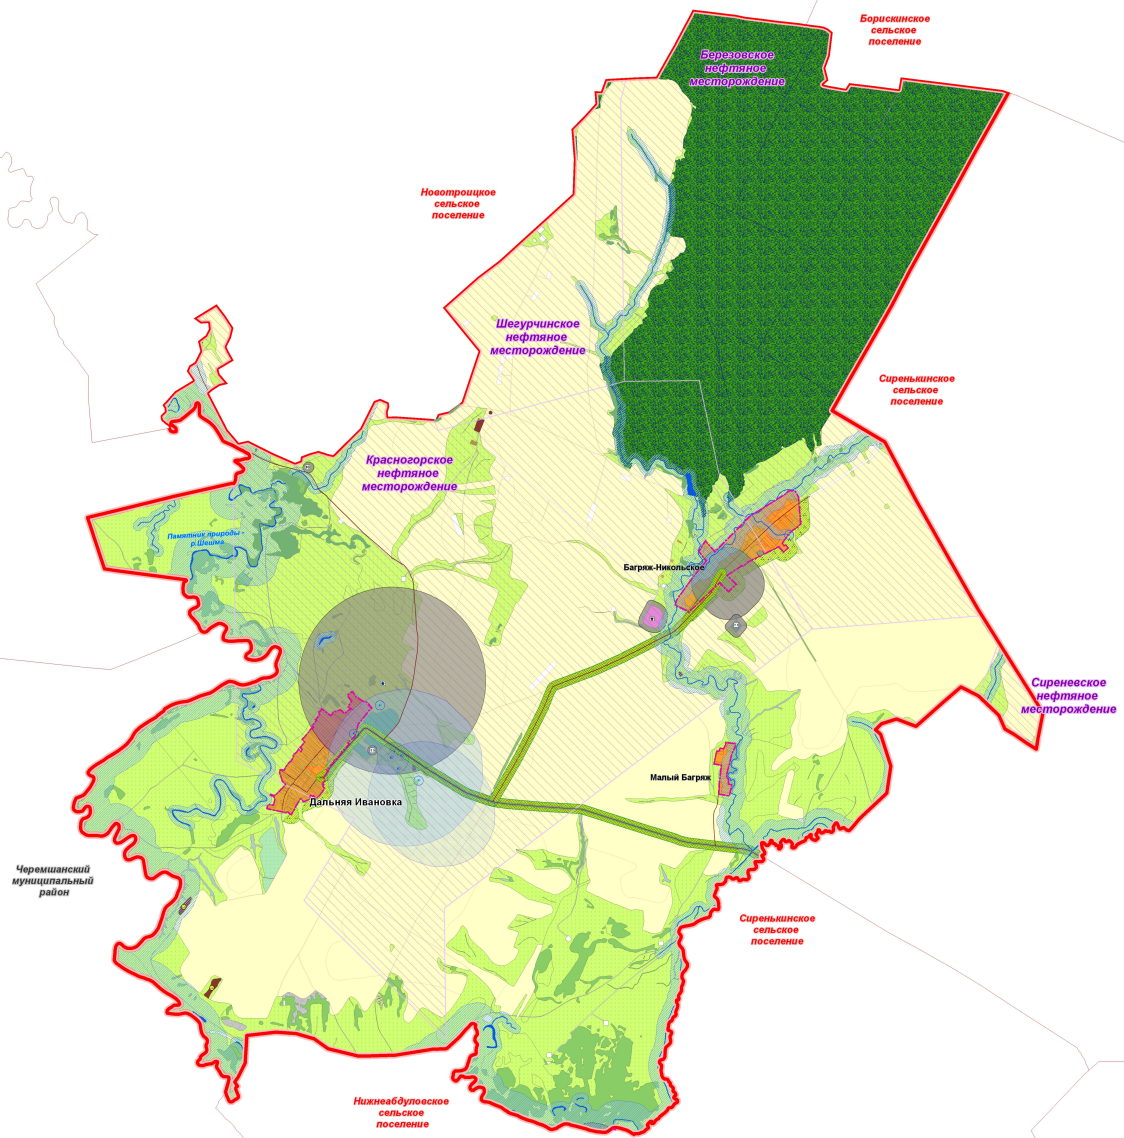 Борискинское
сельское
поселение
Березовское
нефтяное
месторождение
Новотроицкое
сельское
поселение
Шегурчинское
нефтяное
месторождение
Сиренькинское
сельское
поселение
Красногорское
нефтяное
месторождение
Памятник природы -
р.Шешма
Багряж-Никольское
Сиреневское
нефтяное
месторождение
Малый Багряж
Дальняя Ивановка
Черемшанский
муниципальный
район
Сиренькинское
сельское
поселение
Нижнеабдуловское
сельское
поселение